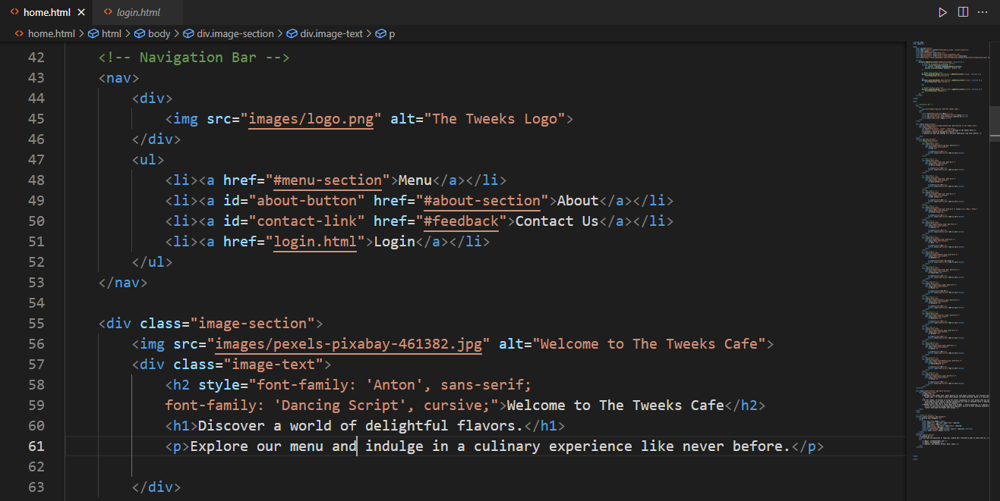 home.html
login.html
home.html > html > body > div.image-section > div.image-text > p
42 <!-- Navigation Bar -->
43 <nav>
44 <div>
45 <img src="images/logo.png" alt="The Tweeks Logo">
46 </div>
47 <ul>
48 <li><a href="#menu-section">Menu</a></li>
49 <li><a id="about-button" href="#about-section">About</a></li>
50 <li><a id="contact-link" href="#feedback">Contact Us</a></li>
51 <li><a href="login.html">Login</a></li>
52 </ul>
53 </nav>
54
55 <div class="image-section">
56 <img src="images/pexels-pixabay-461382.jpg" alt="Welcome to The Tweeks Cafe">
57 <div class="image-text">
58 <h2 style="font-family: 'Anton', sans-serif;
59 font-family: 'Dancing Script', cursive;">Welcome to The Tweeks Cafe</h2>
60 <h1>Discover a world of delightful flavors.</h1>
61 <p>Explore our menu and indulge in a culinary experience like never before.</p>
62
63 </div>